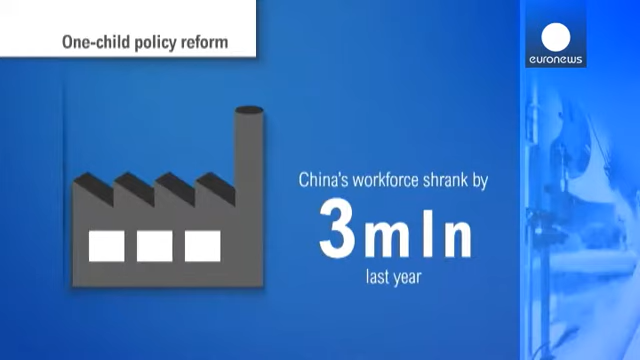 One-child policy reform
euronews
China's workforce shrank by
3mln
last year